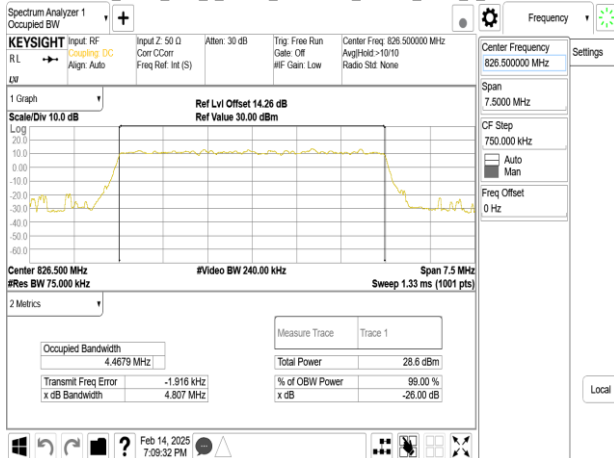 Spectrum Analyzer 1
Occupied BW
Frequency
KEYSIGHT
Input: RF
Coupling: DC
Align: Auto
Input Z: 50 Ω
Corr CCorr
Freq Ref: Int (S)
Atten: 30 dB
Trig: Free Run
Gate: Off
#IF Gain: Low
Center Freq: 826.500000 MHz
Avg|Hold:>10/10
Radio Std: None
R L
LXI
Center Frequency
826.500000 MHz
Settings
Span
7.5000 MHz
CF Step
750.000 kHz
Auto
Man
Freq Offset
0 Hz
1 Graph
Scale/Div 10.0 dB
Ref Lvl Offset 14.26 dB
Ref Value 30.00 dBm
Log
20.0
10.0
0.00
-10.0
-20.0
-30.0
-40.0
-50.0
-60.0
Center 826.500 MHz
#Video BW 240.00 kHz
Span 7.5 MHz
#Res BW 75.000 kHz
Sweep 1.33 ms (1001 pts)
2 Metrics
Measure Trace
Trace 1
Occupied Bandwidth
4.4679 MHz
Total Power
28.6 dBm
Transmit Freq Error
-1.916 kHz
% of OBW Power
99.00 %
x dB Bandwidth
4.807 MHz
x dB
-26.00 dB
Local
?
Feb 14, 2025
7:09:32 PM